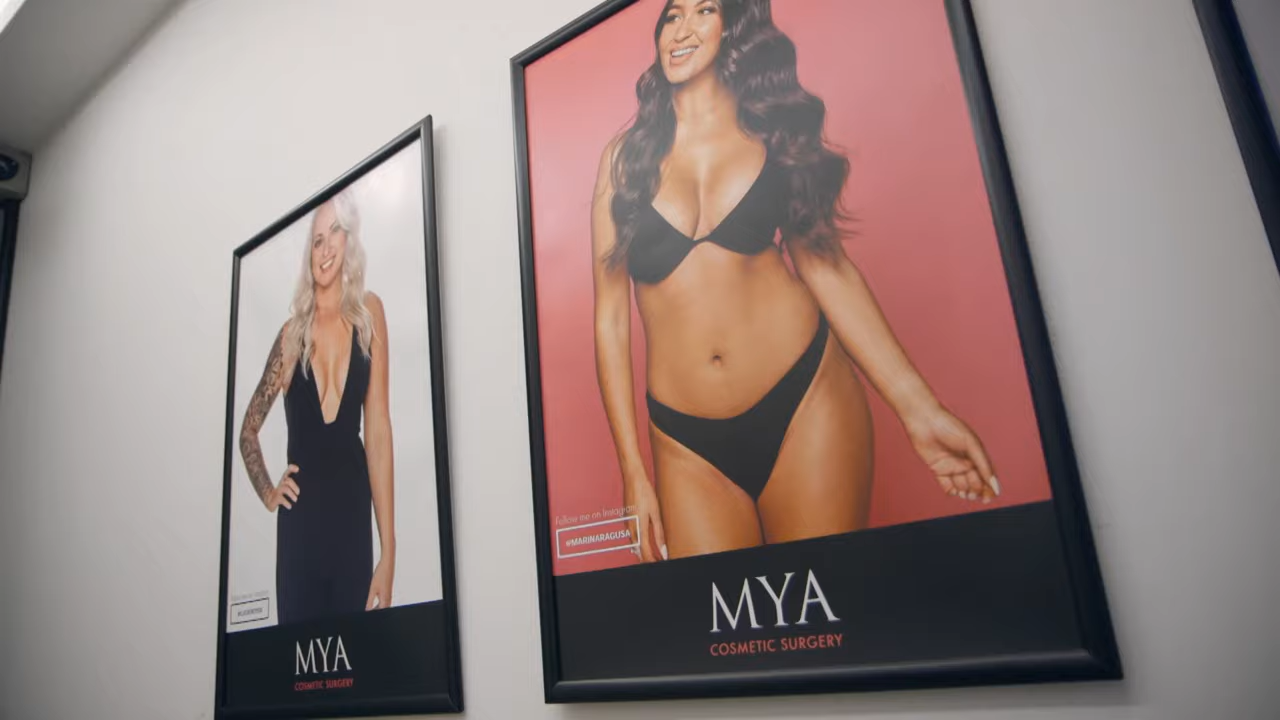 MYA
COSMETIC SURGERY
Follow me on Instagram
@MARINARAGUSA
MYA
COSMETIC SURGERY